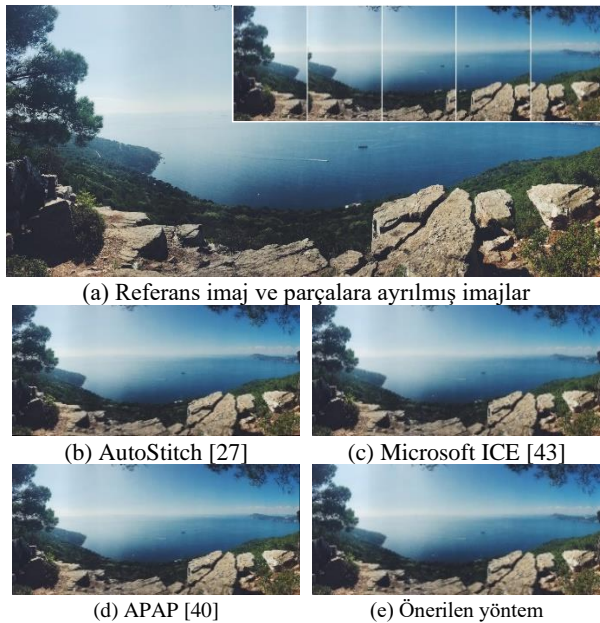 (a) Referans imaj ve parçalara ayrılmış imajlar
(b) AutoStitch [27]
(c) Microsoft ICE [43]
(d) APAP [40]
(e) Önerilen yöntem